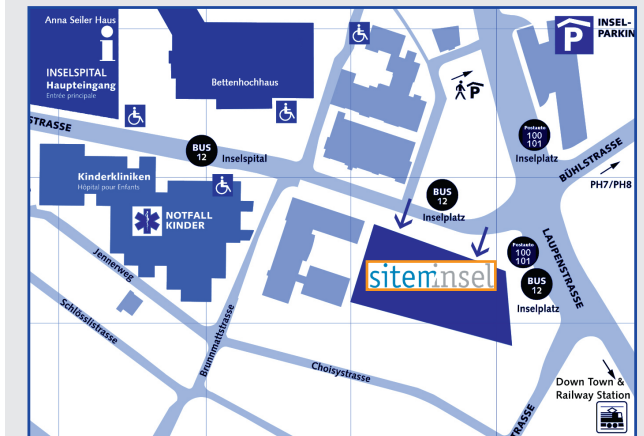 Anna Seiler Haus
i
INSELSPITAL
Haupteingang
Entrée principale
Bettenhochhaus
INSEL-
PARKIN
P
P
STRASSE
BUS
12
Inselspital
Postauto
100
101
Inselplatz
BÜHLSTRASSE
PH7/PH8
Kinderkliniken
Hôpital pour Enfants
NOTFALL
KINDER
BUS
12
Inselplatz
siteminsel
Postauto
100
101
BUS
12
Inselplatz
LAUPENSTRASSE
Jennerweg
Schlösslistrasse
Brunnmattstrasse
Choisystrasse
Down Town &
Railway Station
RASSE